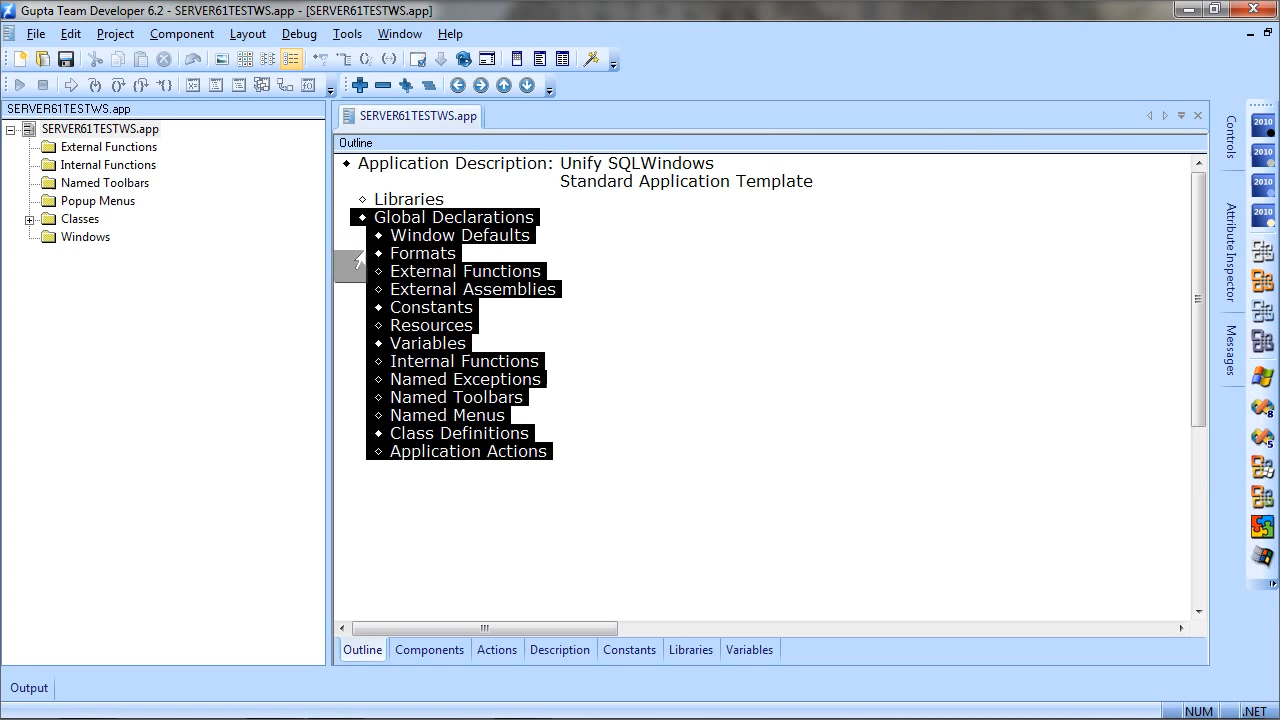 Gupta Team Developer 6.2 - SERVER61TESTWS.app - [SERVER61TESTWS.app]
File Edit Project Component Layout Debug Tools Window Help
SERVER61TESTWS.app
SERVER61TESTWS.app
External Functions
Internal Functions
Named Toolbars
Popup Menus
Classes
Windows
SERVER61TESTWS.app
Outline
Application Description: Unify SQLWindows
Standard Application Template
Libraries
Global Declarations
Window Defaults
Formats
External Functions
External Assemblies
Constants
Resources
Variables
Internal Functions
Named Exceptions
Named Toolbars
Named Menus
Class Definitions
Application Actions
Outline Components Actions Description Constants Libraries Variables
Controls
Attribute Inspector
Messages
2010
2010
2010
2010
8
5
Output
NUM .NET